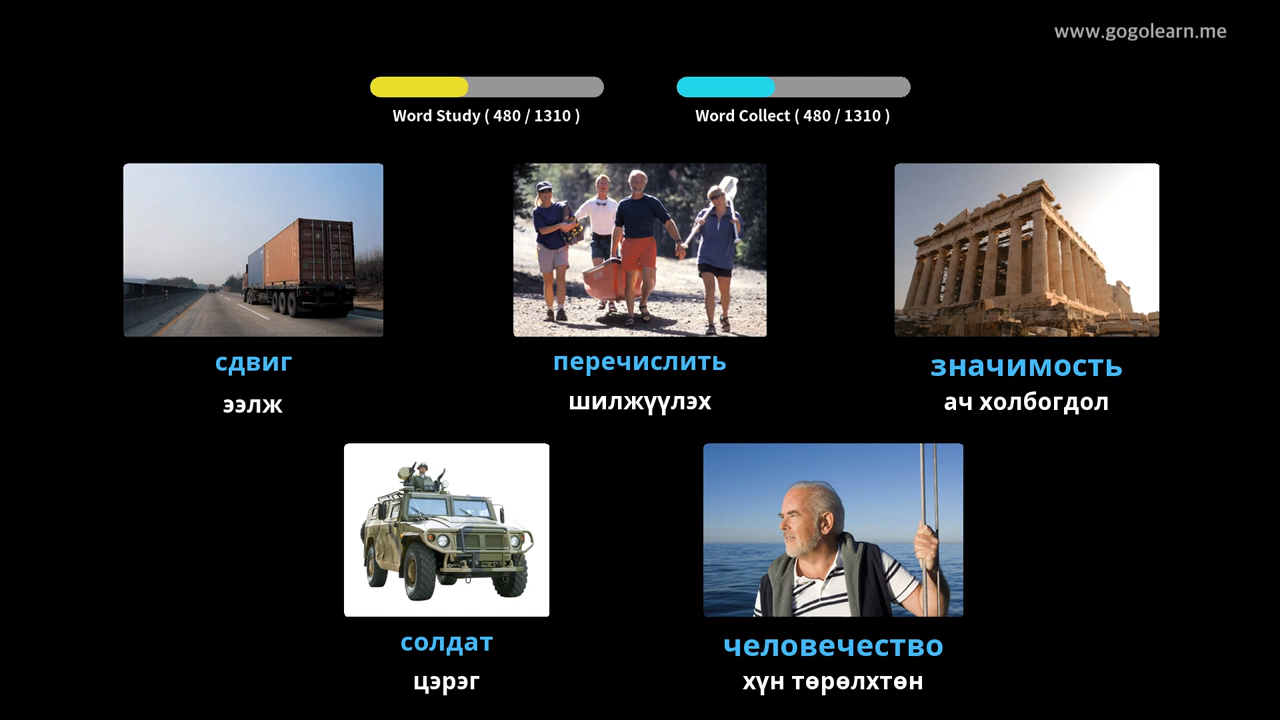 www.gogolearn.me
Word Study ( 480 / 1310 )
Word Collect ( 480 / 1310 )
сдвиг
ээлж
перечислить
шилжүүлэх
значимость
ач холбогдол
солдат
цэрэг
человечество
хүн төрөлхтөн